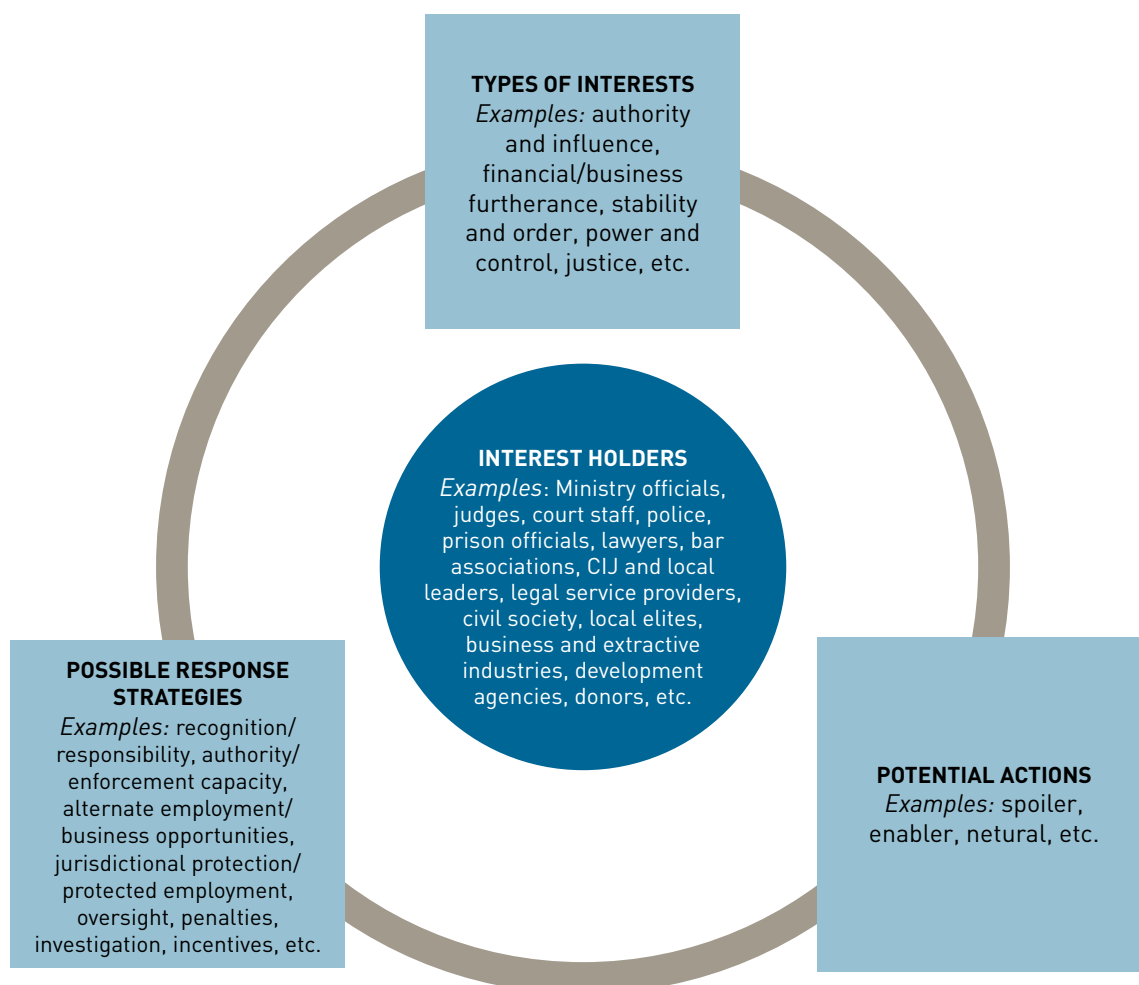 TYPES OF INTERESTS
Examples: authority
and influence,
financial/business
furtherance, stability
and order, power and
control, justice, etc.
INTEREST HOLDERS
Examples: Ministry officials,
judges, court staff, police,
prison officials, lawyers, bar
associations, CIJ and local
leaders, legal service providers,
civil society, local elites,
business and extractive
industries, development
agencies, donors, etc.
POSSIBLE RESPONSE
STRATEGIES
Examples: recognition/
responsibility, authority/
enforcement capacity,
alternate employment/
business opportunities,
jurisdictional protection/
protected employment,
oversight, penalties,
investigation, incentives, etc.
POTENTIAL ACTIONS
Examples: spoiler,
enabler, netural, etc.